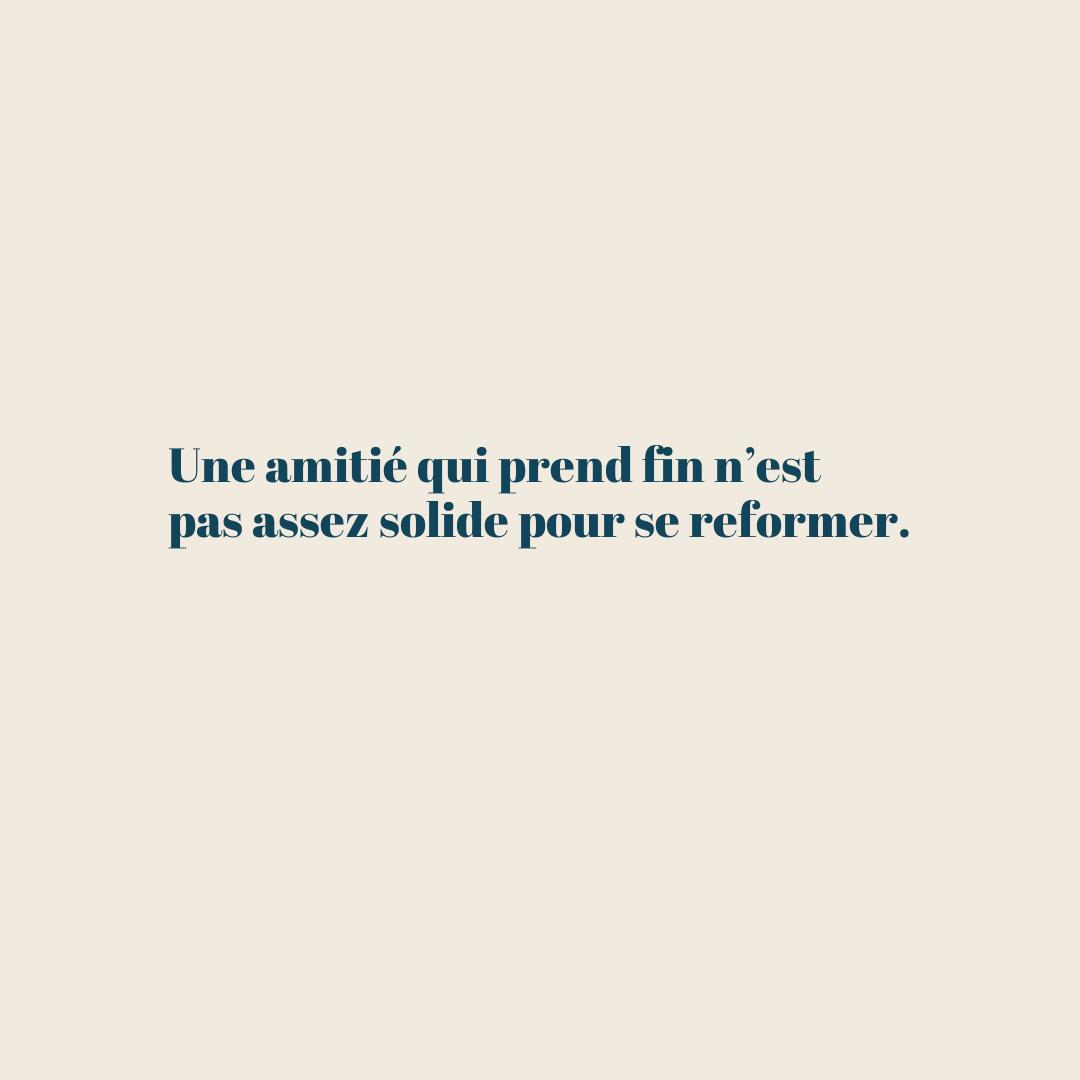 Une amitié qui prend fin n’est
pas assez solide pour se reformer.